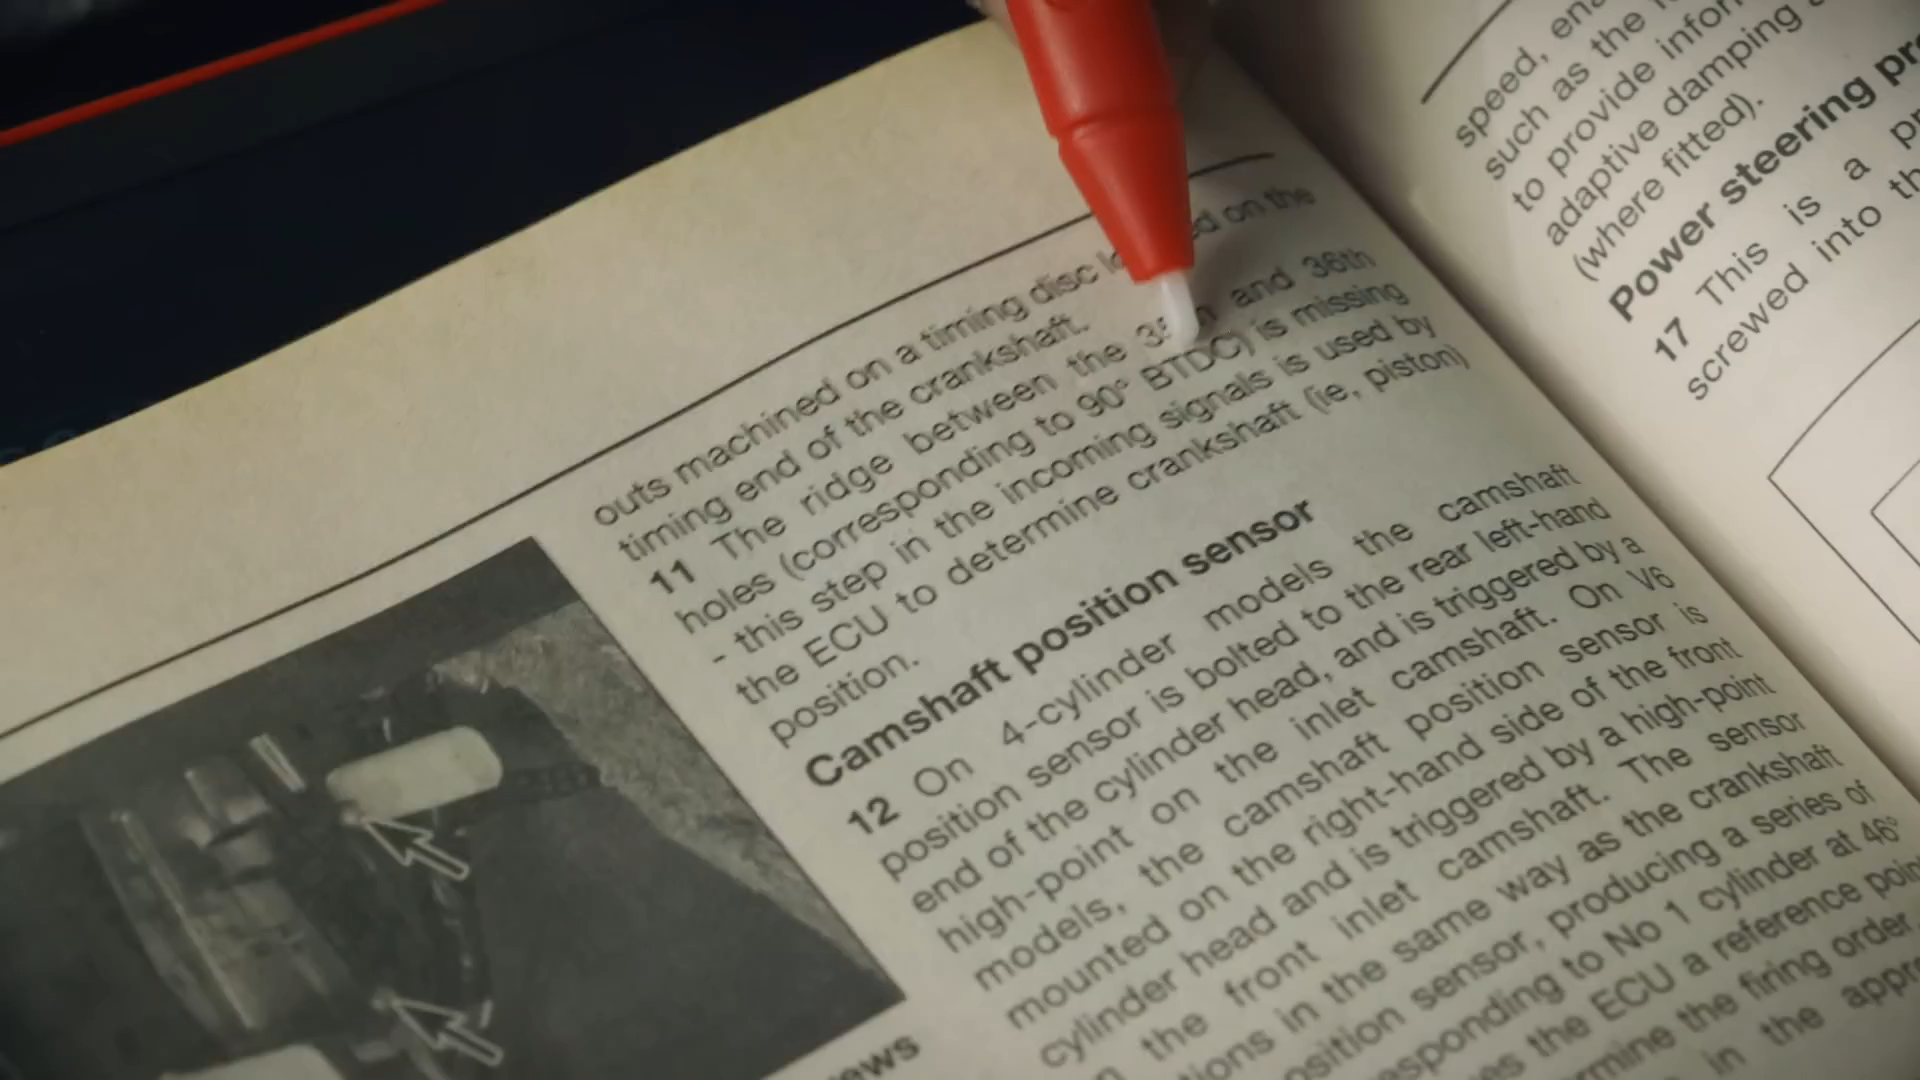 outs machined on a timing disc on the
timing end of the crankshaft.
11 The ridge between the and 36th
holes (corresponding to 90° BTDC) is missing
- this step in the incoming signals is used by
the ECU to determine crankshaft (ie, piston)
position.
Camshaft position sensor
12 On 4-cylinder models the camshaft
position sensor is bolted to the rear left-hand
end of the cylinder head, and is triggered by a
high-point on the inlet camshaft. On V6
models, the camshaft position sensor is
mounted on the right-hand side of the front
cylinder head and is triggered by a high-point
the front inlet camshaft. The sensor
in the same way as the crankshaft
sensor, producing a series of
to No 1 cylinder at 46°
the ECU a reference
the firing order,
in the
speed,
such as the
to provide
adaptive damping
(where fitted).
Power steering
17 This is a
screwed into